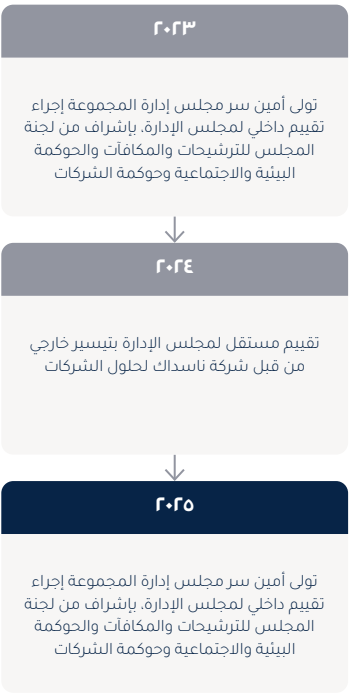 ٢٠٢٣
تولى أمين سر مجلس إدارة المجموعة إجراء
تقييم داخلي لمجلس الإدارة، بإشراف من لجنة
المجلس للترشيحات والمكافآت والحوكمة
البيئية والاجتماعية وحوكمة الشركات
٢٠٢٤
تقييم مستقل لمجلس الإدارة بتيسير خارجي
من قبل شركة ناسداك لحلول الشركات
٢٠٢٥
تولى أمين سر مجلس إدارة المجموعة إجراء
تقييم داخلي لمجلس الإدارة، بإشراف من لجنة
المجلس للترشيحات والمكافآت والحوكمة
البيئية والاجتماعية وحوكمة الشركات